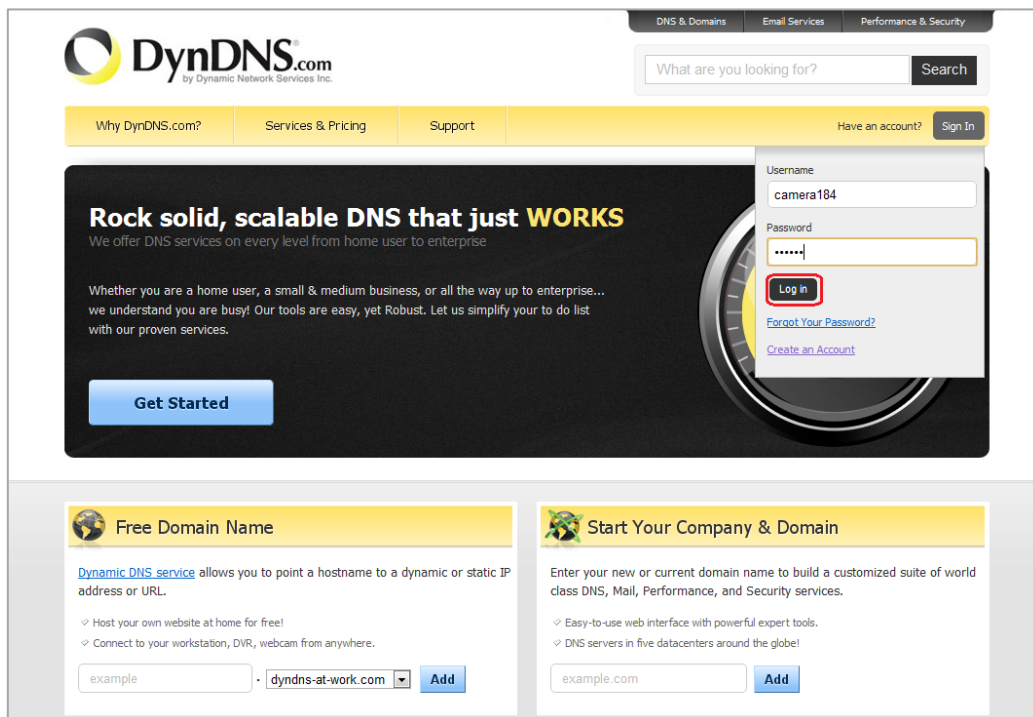 DNS & Domains Email Services Performance & Security
DynDNS.com
by Dynamic Network Services Inc.
What are you looking for? Search
Why DynDNS.com? Services & Pricing Support Have an account? Sign In
Username
camera184
Password
••••••
Log in
Forgot Your Password?
Create an Account
Rock solid, scalable DNS that just WORKS
We offer DNS services on every level from home user to enterprise
Whether you are a home user, a small & medium business, or all the way up to enterprise...
we understand you are busy! Our tools are easy, yet Robust. Let us simplify your to do list
with our proven services.
Get Started
Free Domain Name
Dynamic DNS service allows you to point a hostname to a dynamic or static IP
address or URL.
Host your own website at home for free!
Connect to your workstation, DVR, webcam from anywhere.
example . dyndns-at-work.com Add
Start Your Company & Domain
Enter your new or current domain name to build a customized suite of world
class DNS, Mail, Performance, and Security services.
Easy-to-use web interface with powerful expert tools.
DNS servers in five datacenters around the globe!
example.com Add